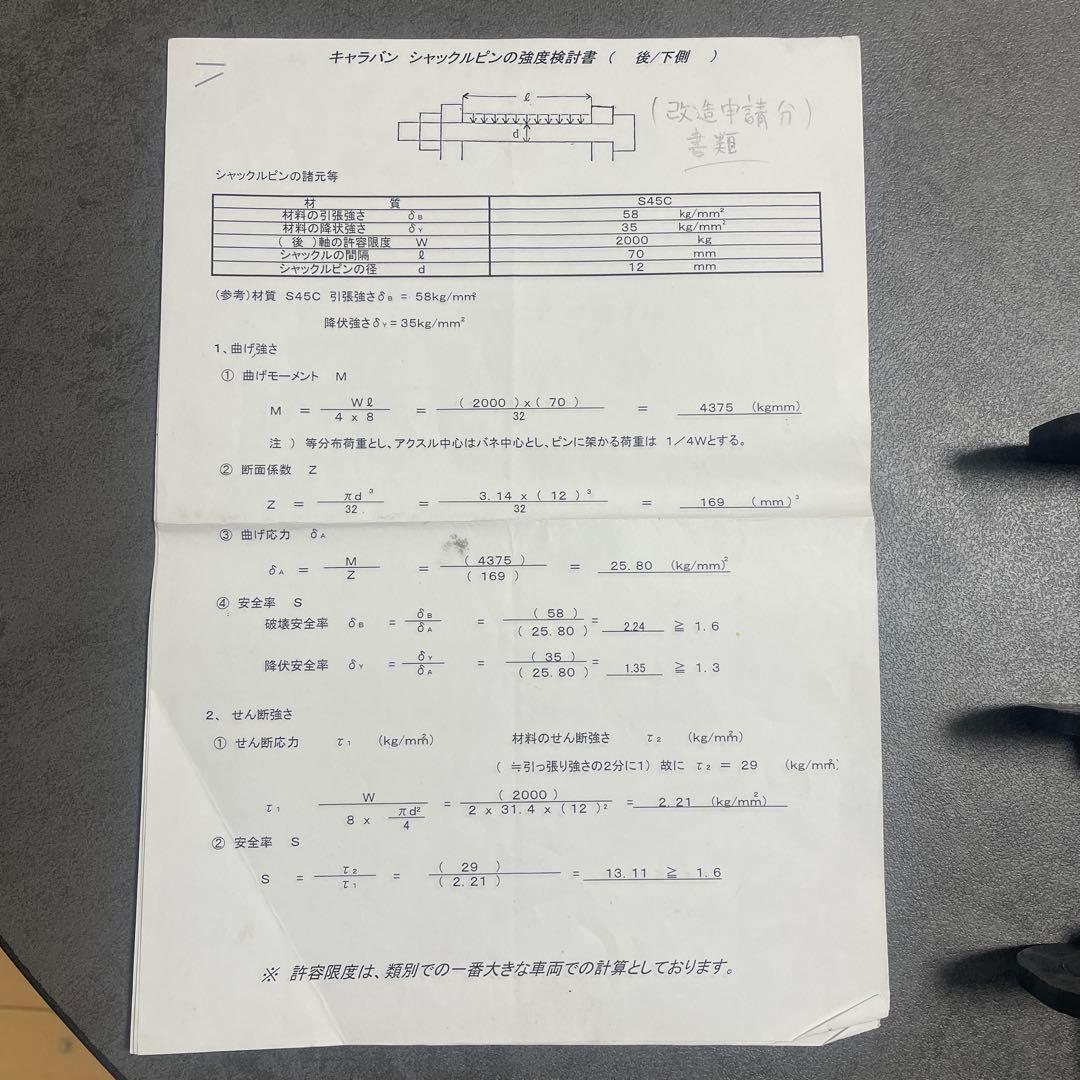 キャラバン シャックルピンの強度検討書 ( 後/下側 )
ℓ
d
(改造申請分)
書類
シャックルピンの諸元等
材 質 S45C
材料の引張強さ δB 58 kg/mm²
材料の降状強さ δY 35 kg/mm²
( 後 )軸の許容限度 W 2000 kg
シャックルの間隔 ℓ 70 mm
シャックルピンの径 d 12 mm
(参考)材質 S45C 引張強さδB = 58kg/mm²
降伏強さδY=35kg/mm²
1、曲げ強さ
① 曲げモーメント M
M = Wℓ / 4 x 8 = ( 2000 )x( 70 ) / 32 = 4375 (kgmm)
注 ) 等分布荷重とし、アクスル中心はバネ中心とし、ピンに架かる荷重は 1/4Wとする。
② 断面係数 Z
Z = πd³ / 32 = 3.14 x ( 12 )³ / 32 = 169 (mm)³
③ 曲げ応力 δA
δA = M / Z = ( 4375 ) / ( 169 ) = 25.80 (kg/mm)²
④ 安全率 S
破壊安全率 δB = δB / δA = ( 58 ) / ( 25.80 ) = 2.24 ≧ 1.6
降伏安全率 δY = δY / δA = ( 35 ) / ( 25.80 ) = 1.35 ≧ 1.3
2、 せん断強さ
① せん断応力 τ1 (kg/mm²) 材料のせん断強さ τ2 (kg/mm²)
( ≒引っ張り強さの2分に1) 故に τ2 = 29 (kg/mm²)
τ1 W / 8 x πd² / 4 = ( 2000 ) / 2 x 31.4 x ( 12 )² = 2.21 (kg/mm)²
② 安全率 S
S = τ2 / τ1 = ( 29 ) / ( 2.21 ) = 13.11 ≧ 1.6
※ 許容限度は、類別での一番大きな車両での計算としております。